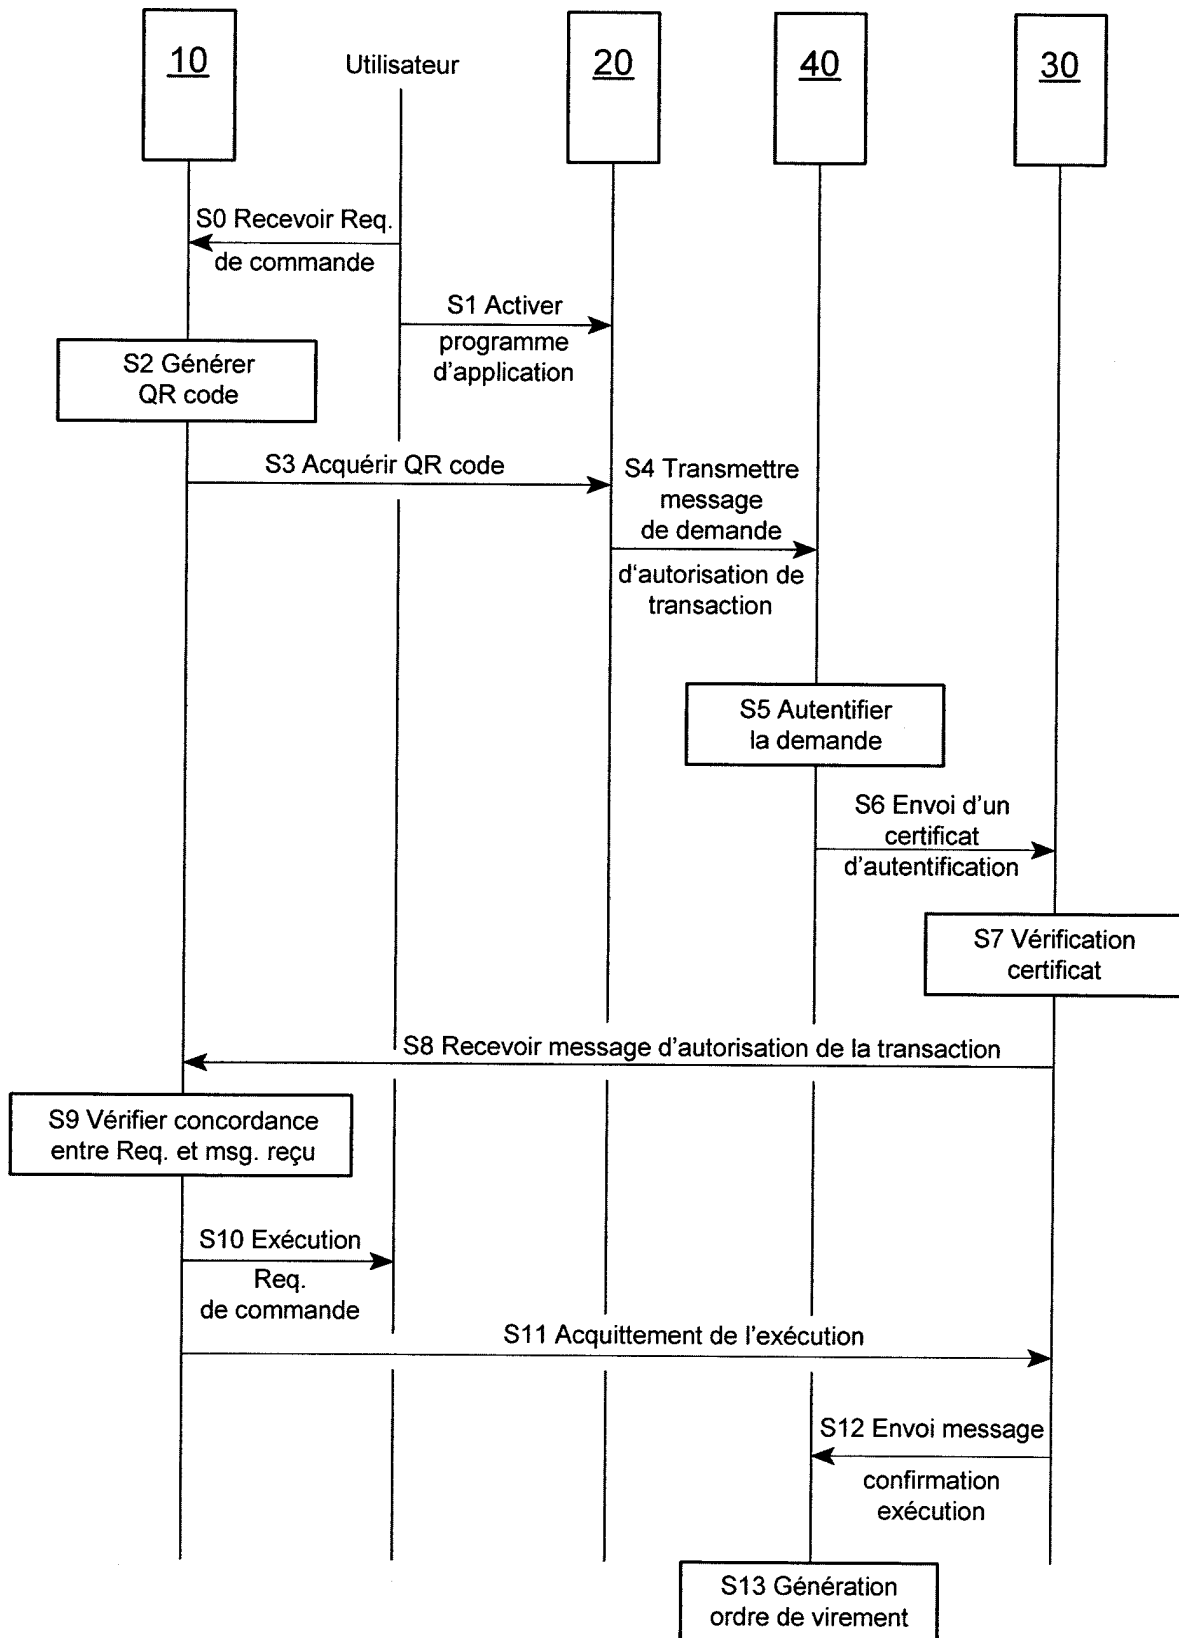 10
Utilisateur
20
40
30
S0 Recevoir Req.
de commande
S1 Activer
programme
d'application
S2 Générer
QR code
S3 Acquérir QR code
S4 Transmettre
message
de demande
d'autorisation de
transaction
S5 Autentifier
la demande
S6 Envoi d'un
certificat
d'autentification
S7 Vérification
certificat
S8 Recevoir message d'autorisation de la transaction
S9 Vérifier concordance
entre Req. et msg. reçu
S10 Exécution
Req.
de commande
S11 Acquittement de l'exécution
S12 Envoi message
confirmation
exécution
S13 Génération
ordre de virement